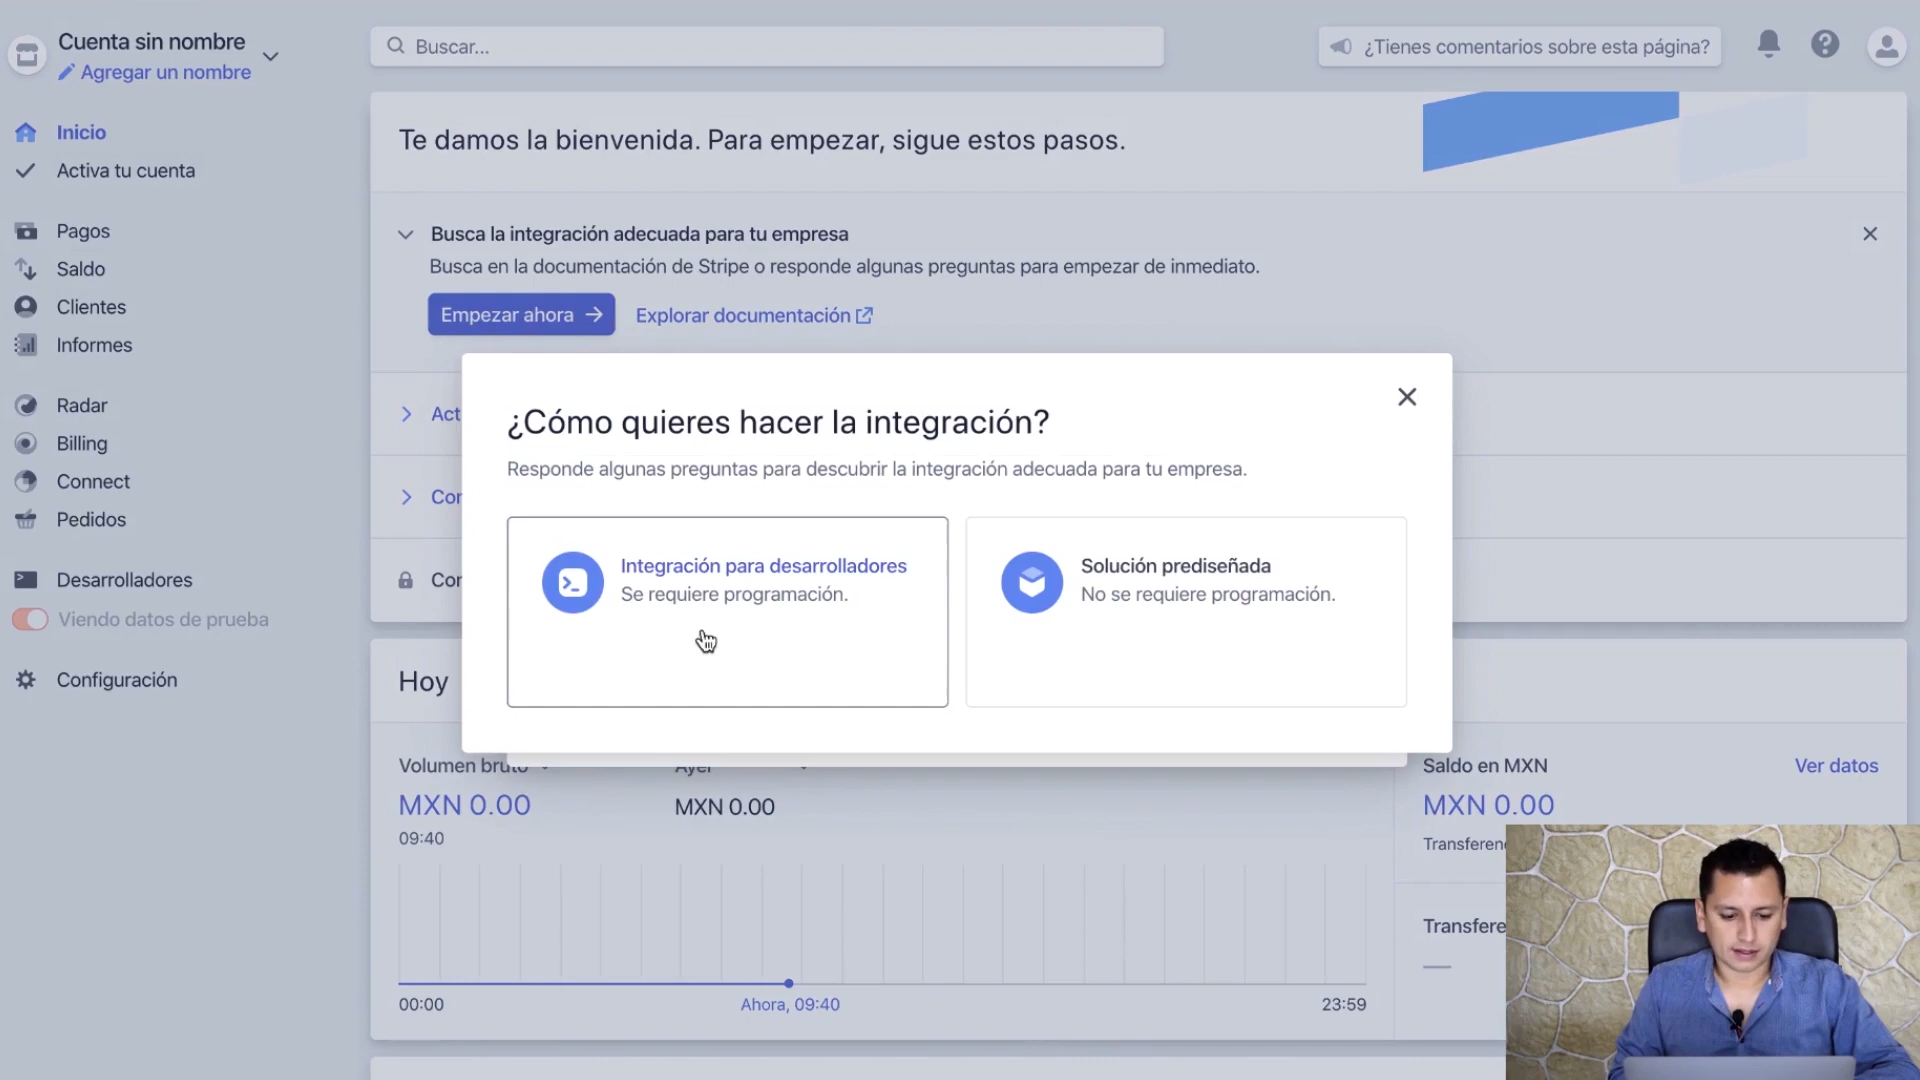 Cuenta sin nombre
Agregar un nombre
Buscar...
¿Tienes comentarios sobre esta página?
Inicio
Activa tu cuenta
Pagos
Saldo
Clientes
Informes
Radar
Billing
Connect
Pedidos
Desarrolladores
Viendo datos de prueba
Configuración
Te damos la bienvenida. Para empezar, sigue estos pasos.
Busca la integración adecuada para tu empresa
Busca en la documentación de Stripe o responde algunas preguntas para empezar de inmediato.
Empezar ahora
Explorar documentación
Act
Con
Con
¿Cómo quieres hacer la integración?
Responde algunas preguntas para descubrir la integración adecuada para tu empresa.
Integración para desarrolladores
Se requiere programación.
Solución prediseñada
No se requiere programación.
Hoy
Volumen bruto
Ayer
MXN 0.00
MXN 0.00
09:40
00:00
Ahora, 09:40
23:59
Saldo en MXN
Ver datos
MXN 0.00
Transferen
Transfere